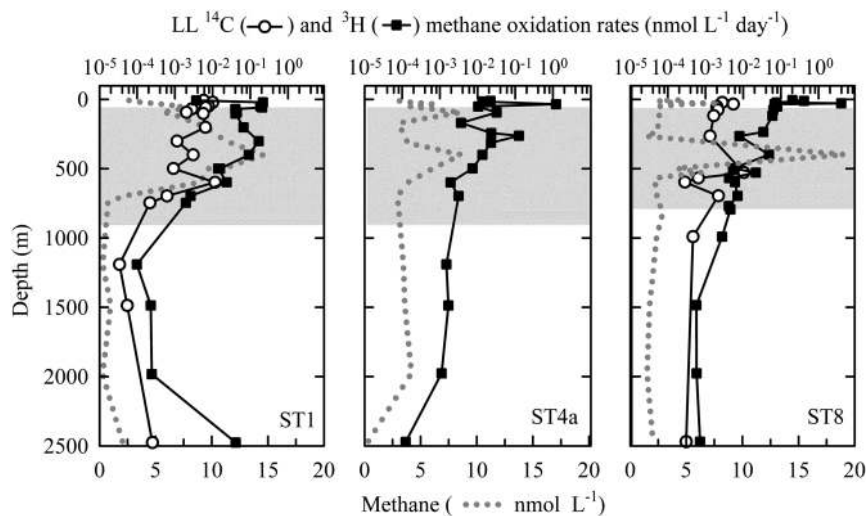 LL ¹⁴C (—○—) and ³H (—■—) methane oxidation rates (nmol L⁻¹ day⁻¹)
10⁻⁵ 10⁻⁴ 10⁻³ 10⁻² 10⁻¹ 10⁰ 10⁻⁵ 10⁻⁴ 10⁻³ 10⁻² 10⁻¹ 10⁰ 10⁻⁵ 10⁻⁴ 10⁻³ 10⁻² 10⁻¹ 10⁰
0
500
1000
1500
2000
2500
Depth (m)
ST1 ST4a ST8
0 5 10 15 20 0 5 10 15 20 5 10 15 20
Methane ( ····· nmol L⁻¹)